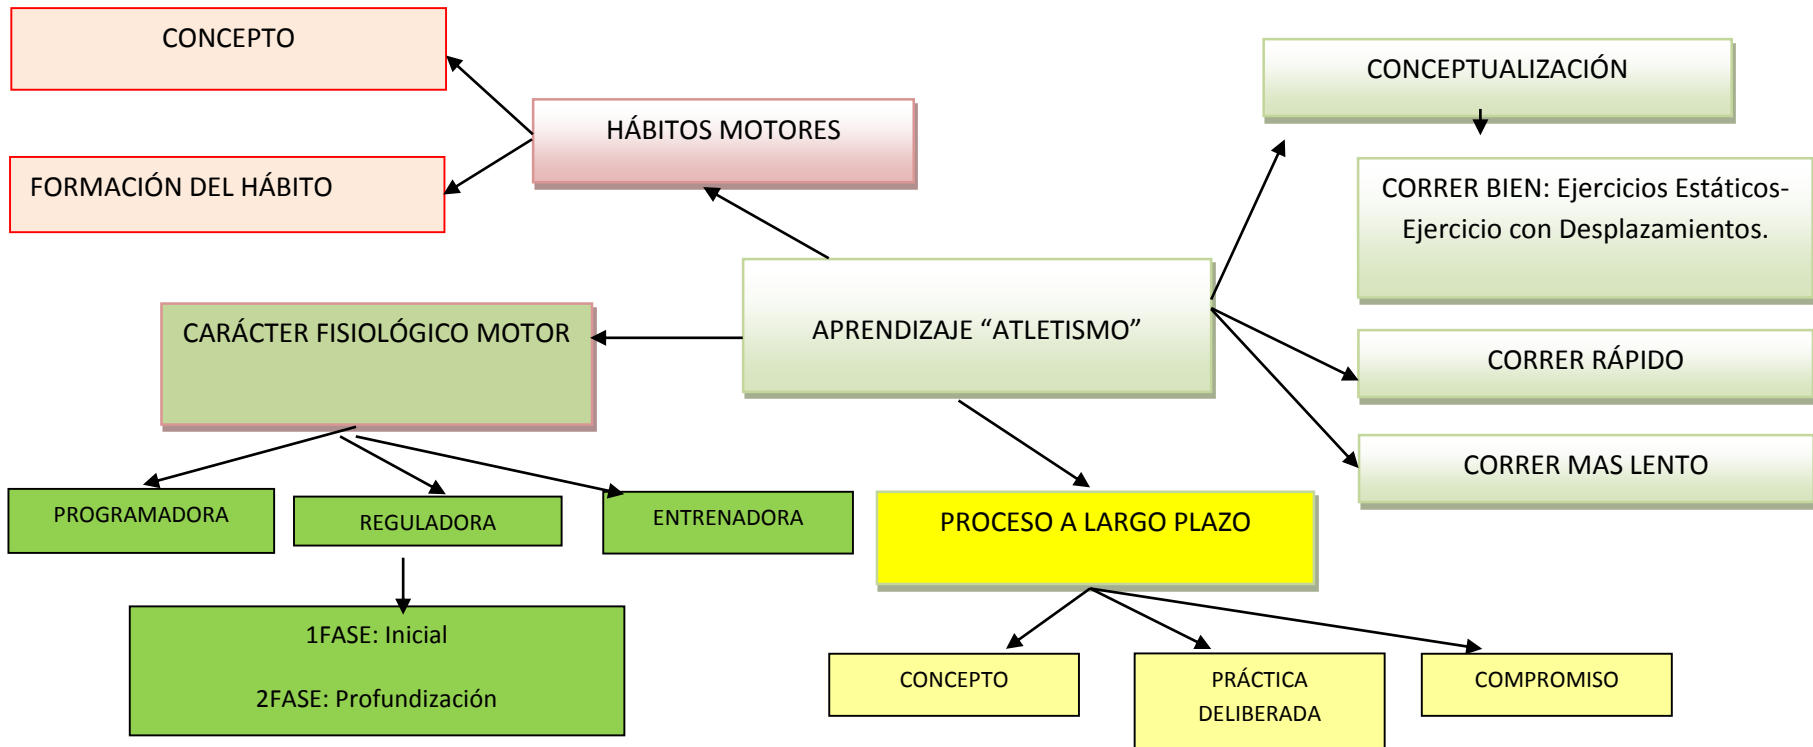 CONCEPTO
CONCEPTUALIZACIÓN
HÁBITOS MOTORES
FORMACIÓN DEL HÁBITO
CORRER BIEN: Ejercicios Estáticos-
Ejercicio con Desplazamientos.
CARÁCTER FISIOLÓGICO MOTOR
APRENDIZAJE “ATLETISMO”
CORRER RÁPIDO
CORRER MAS LENTO
PROGRAMADORA
REGULADORA
ENTRENADORA
PROCESO A LARGO PLAZO
1FASE: Inicial
2FASE: Profundización
CONCEPTO
PRÁCTICA
DELIBERADA
COMPROMISO